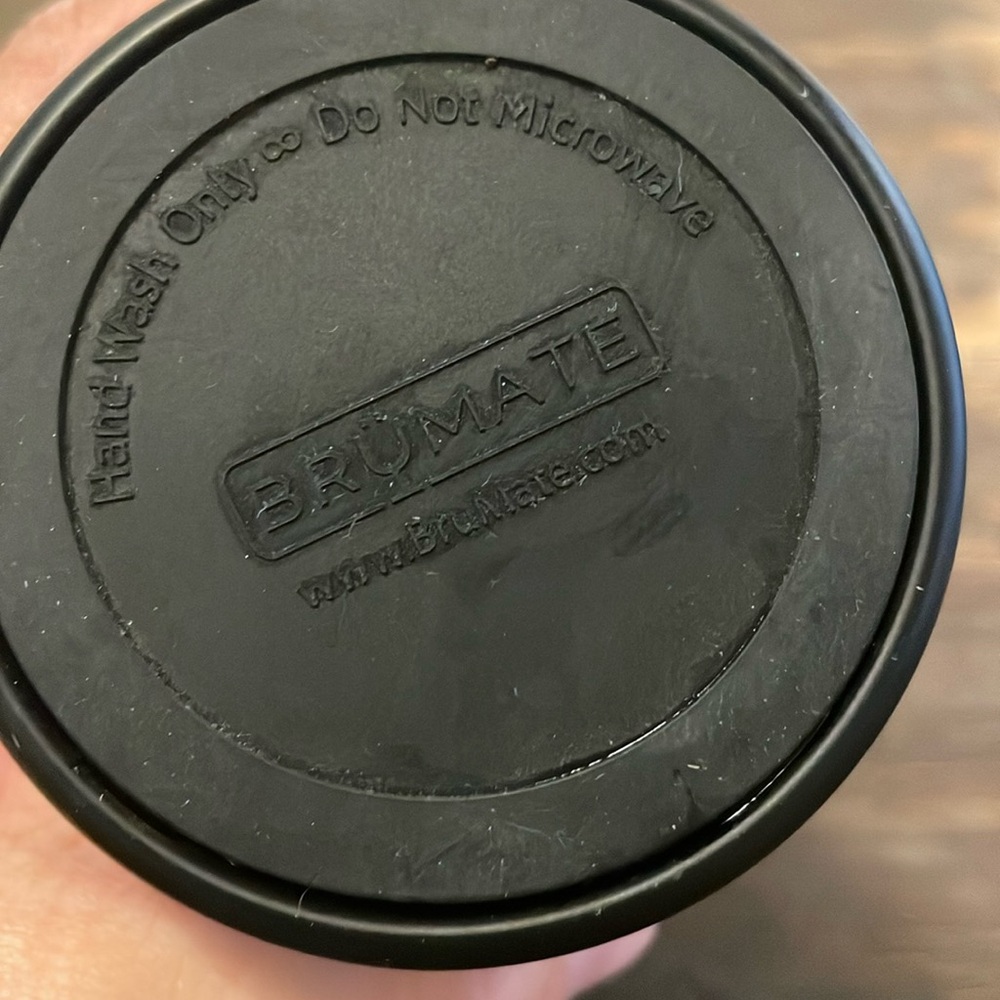 Hand Wash Only ∞ Do Not Microwave
BRÜMATE
www.BruMate.com